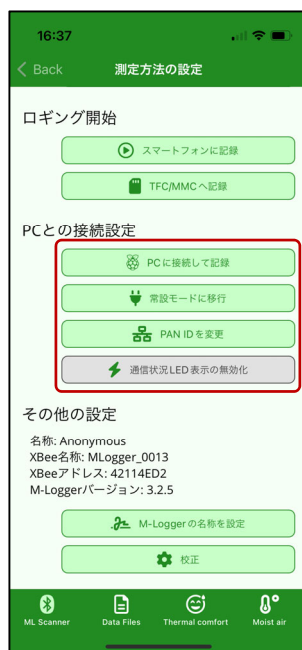 16:37
Back 測定方法の設定
ロギング開始
スマートフォンに記録
TFC/MMCへ記録
PCとの接続設定
PCに接続して記録
常設モードに移行
PAN IDを変更
通信状況LED表示の無効化
その他の設定
名称: Anonymous
XBee名称: MLogger_0013
XBeeアドレス: 42114ED2
M-Loggerバージョン: 3.2.5
M-Loggerの名称を設定
校正
ML Scanner Data Files Thermal comfort Moist air